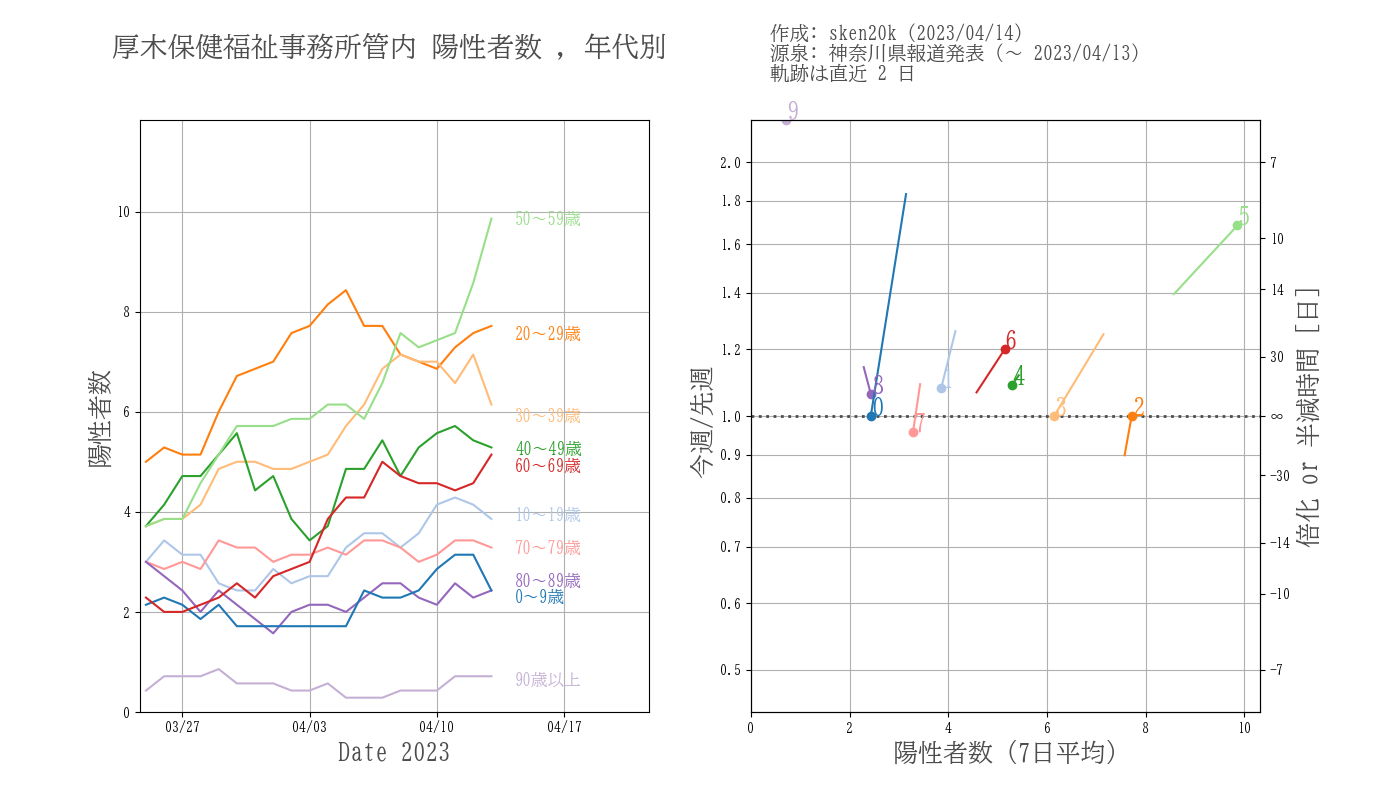 厚木保健福祉事務所管内 陽性者数 , 年代別
作成: sken20k (2023/04/14)
源泉: 神奈川県報道発表 (～ 2023/04/13)
軌跡は直近 2 日
陽性者数
10
8
6
4
2
0
03/27
04/03
04/10
04/17
Date 2023
50～59歳
20～29歳
30～39歳
40～49歳
60～69歳
10～19歳
70～79歳
80～89歳
0～9歳
90歳以上
今週/先週
2.0
1.8
1.6
1.4
1.2
1.0
0.9
0.8
0.7
0.6
0.5
0
2
4
6
8
10
陽性者数 (7日平均)
9
5
6
4
1
8
0
7
3
2
7
10
14
30
∞
−30
−14
−10
−7
倍化 or 半減時間 [日]